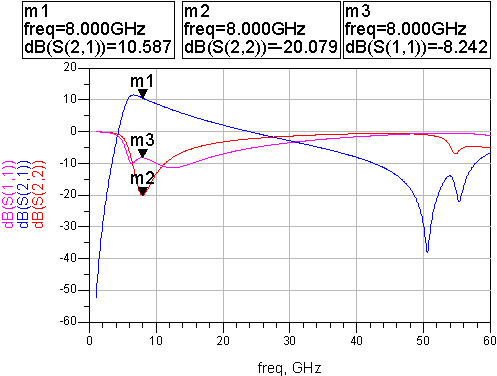 m1
freq=8.000GHz
dB(S(2,1))=10.587
m2
freq=8.000GHz
dB(S(2,2))=-20.079
m3
freq=8.000GHz
dB(S(1,1))=-8.242
20
10
0
-10
-20
-30
-40
-50
-60
dB(S(1,1))
dB(S(2,1))
dB(S(2,2))
m1
m3
m2
0
10
20
30
40
50
60
freq, GHz